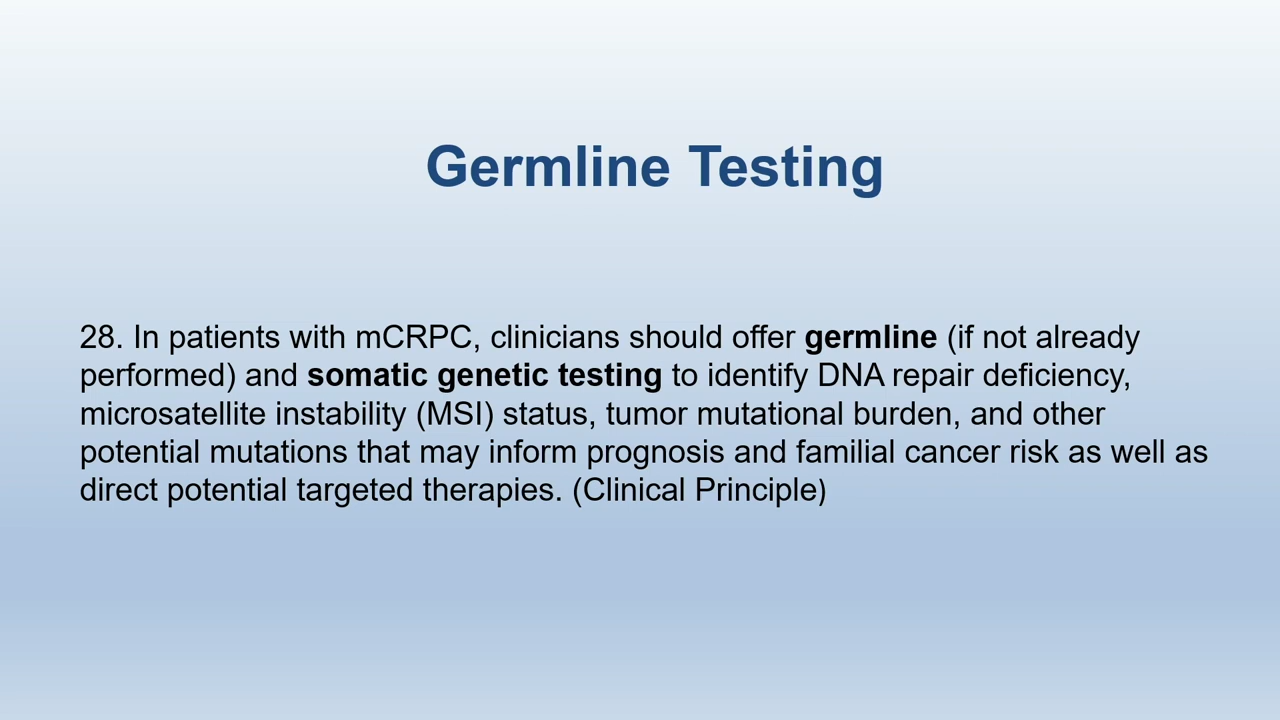 Germline Testing
28. In patients with mCRPC, clinicians should offer germline (if not already
performed) and somatic genetic testing to identify DNA repair deficiency,
microsatellite instability (MSI) status, tumor mutational burden, and other
potential mutations that may inform prognosis and familial cancer risk as well as
direct potential targeted therapies. (Clinical Principle)